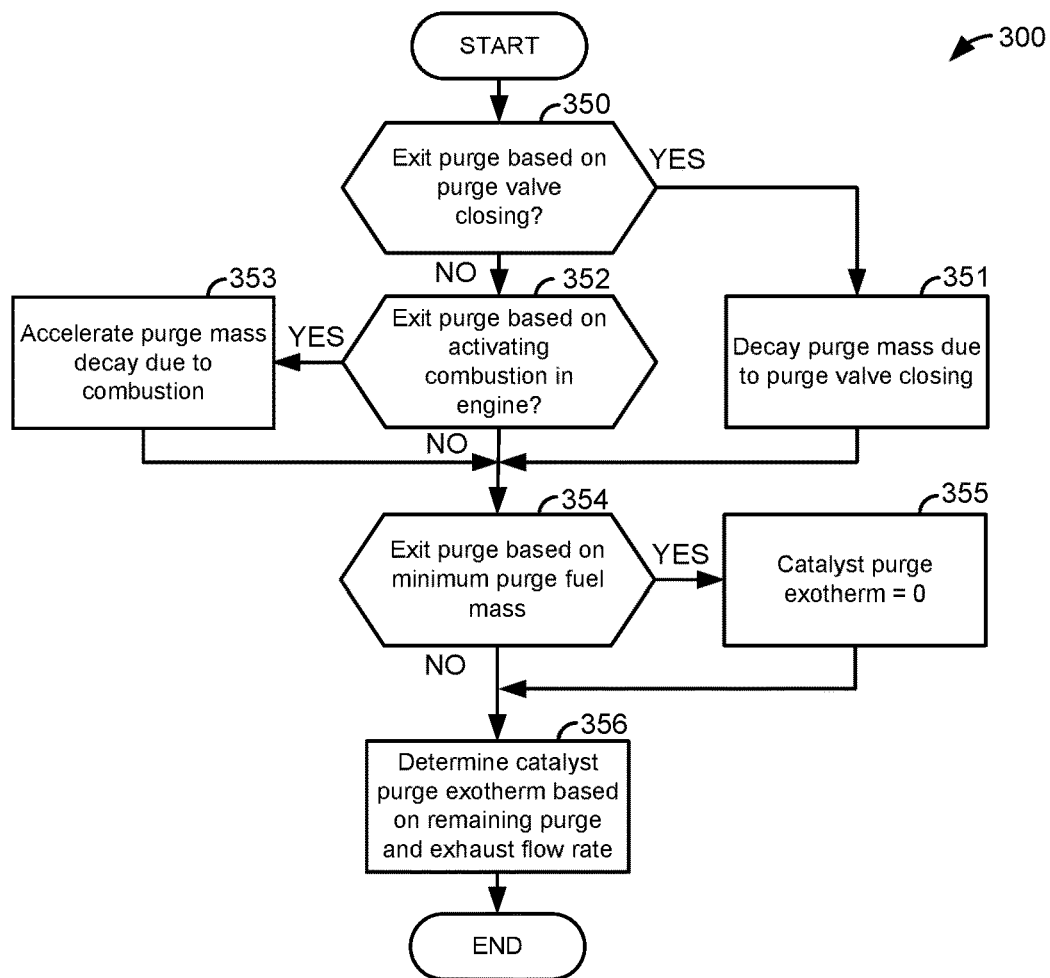 START
300
350
Exit purge based on
purge valve
closing?
YES
NO
353
352
351
Accelerate purge mass
decay due to
combustion
YES
Exit purge based on
activating
combustion in
engine?
Decay purge mass due
to purge valve closing
NO
354
355
Exit purge based on
minimum purge fuel
mass
YES
Catalyst purge
exotherm = 0
NO
356
Determine catalyst
purge exotherm based
on remaining purge
and exhaust flow rate
END